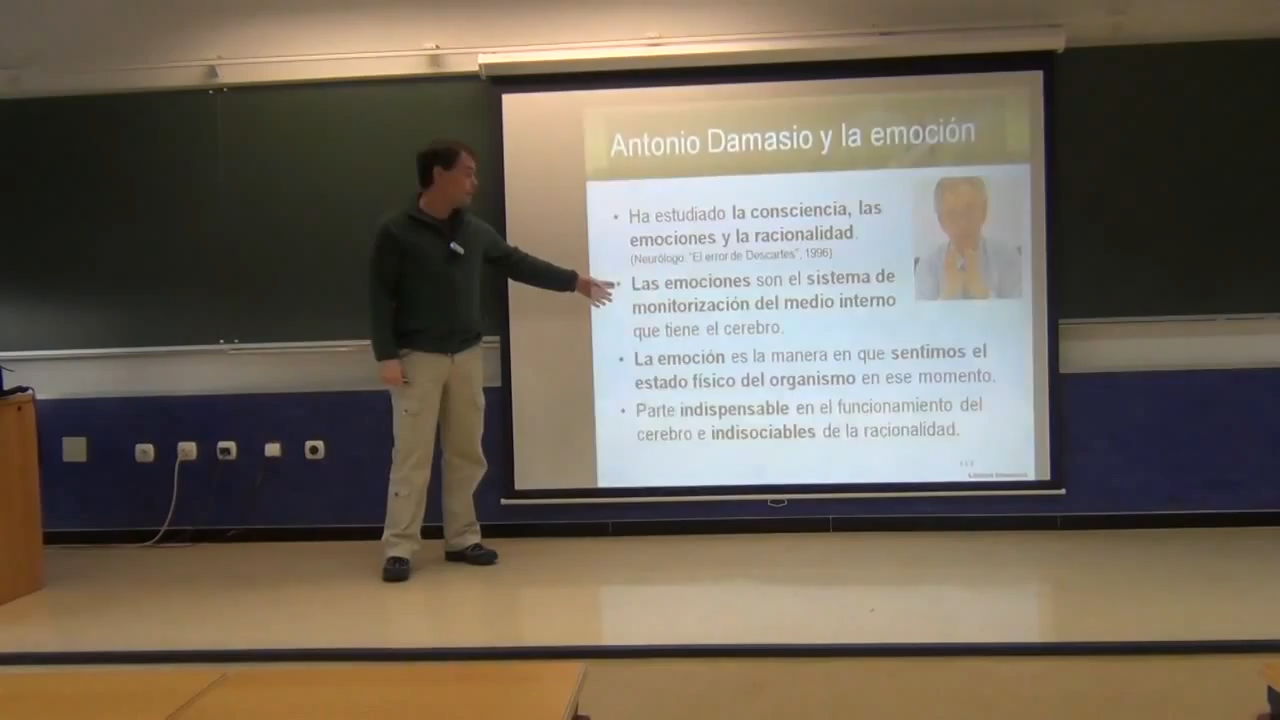 Antonio Damasio y la emoción
• Ha estudiado la consciencia, las
emociones y la racionalidad.
(Neurólogo. "El error de Descartes", 1996)
• Las emociones son el sistema de
monitorización del medio interno
que tiene el cerebro.
• La emoción es la manera en que sentimos el
estado físico del organismo en ese momento.
• Parte indispensable en el funcionamiento del
cerebro e indisociables de la racionalidad.